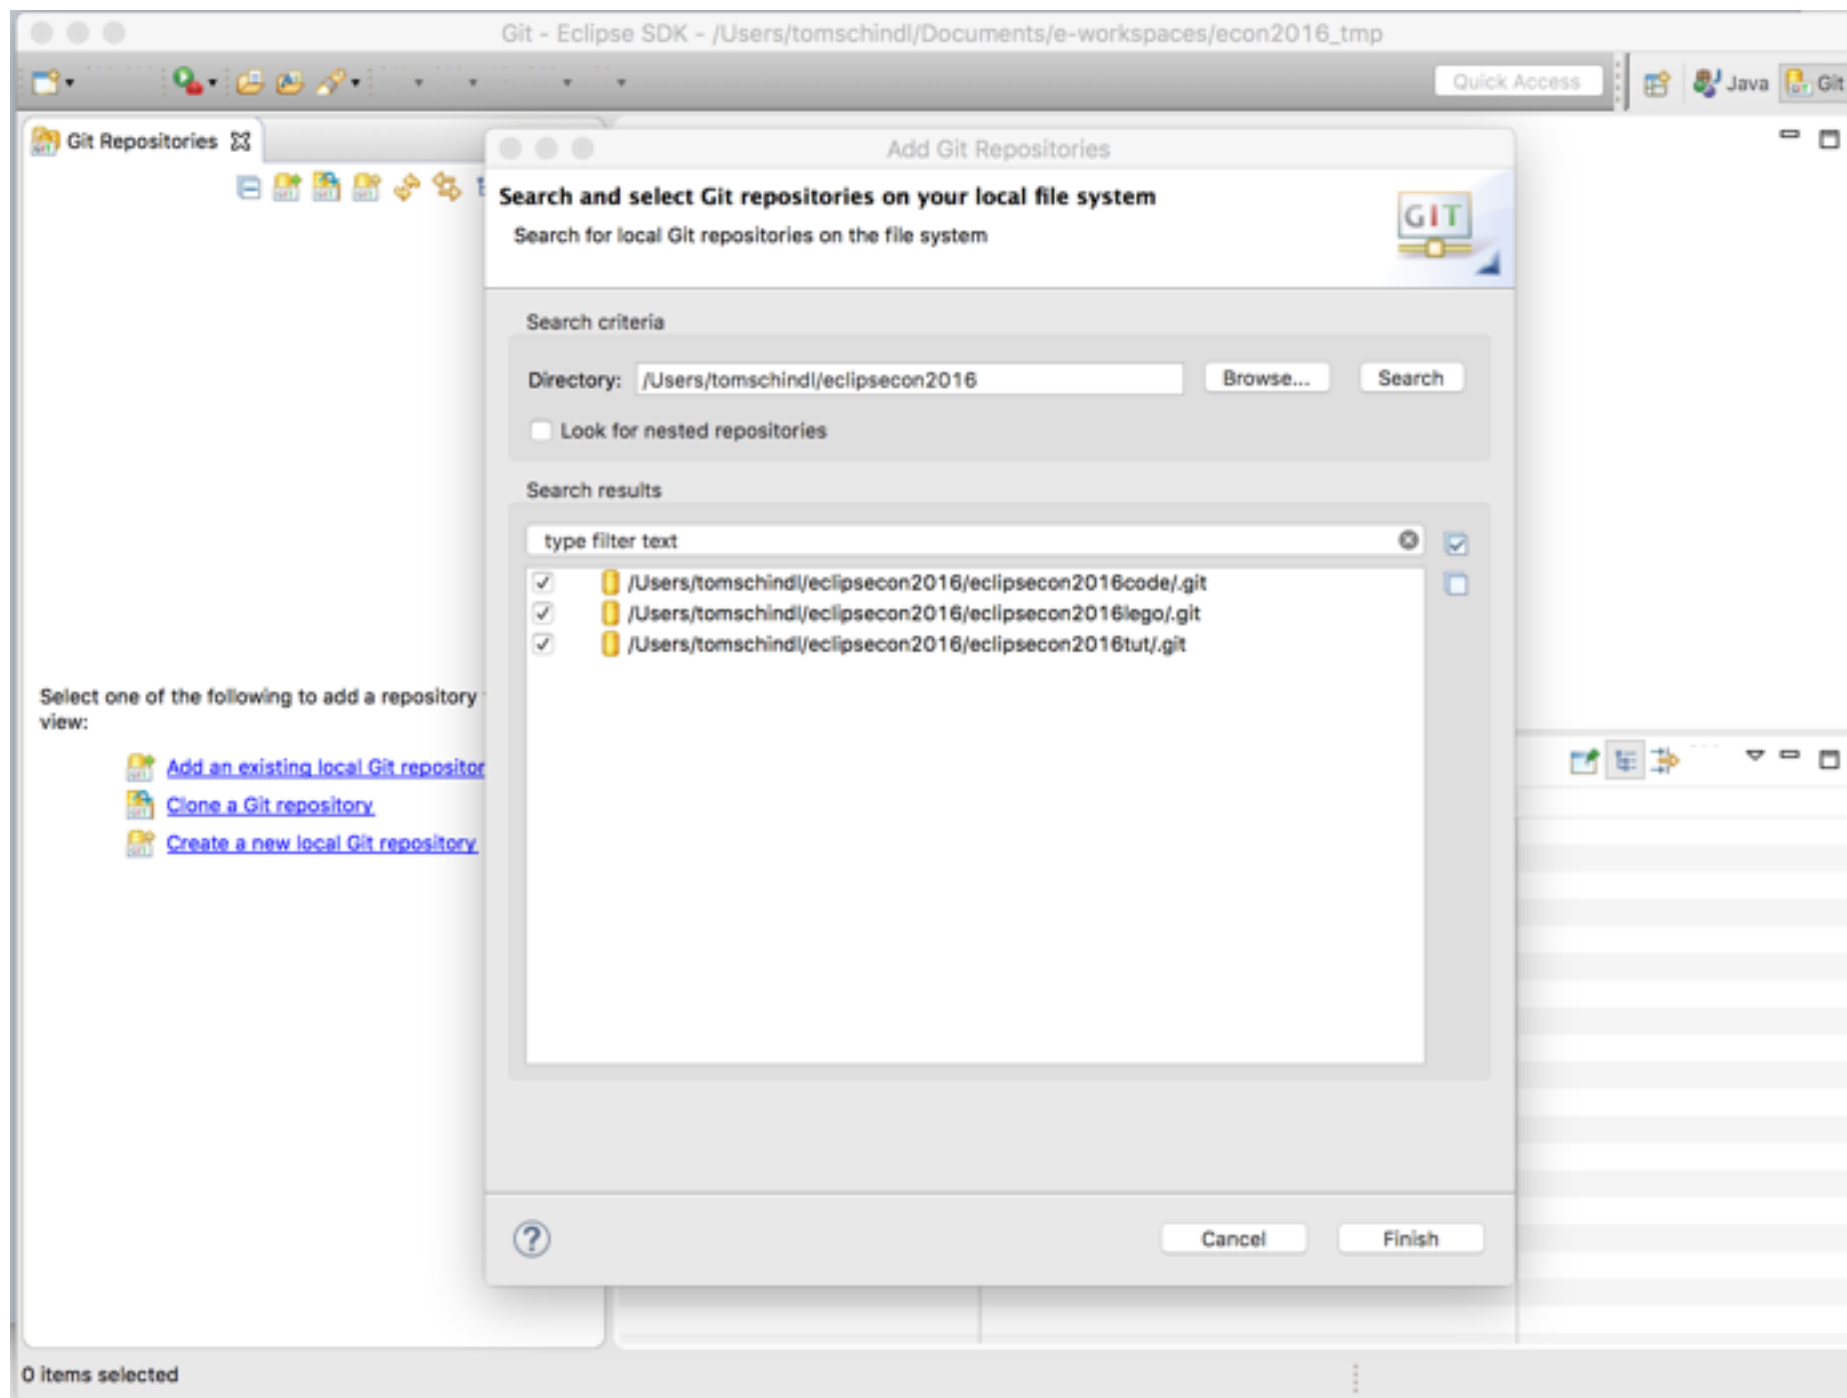 Git - Eclipse SDK - /Users/tomschindl/Documents/e-workspaces/econ2016_tmp
Quick Access
Java
Git
Git Repositories
Add Git Repositories
Search and select Git repositories on your local file system
Search for local Git repositories on the file system
GIT
Search criteria
Directory: /Users/tomschindl/eclipsecon2016 Browse... Search
Look for nested repositories
Search results
type filter text
/Users/tomschindl/eclipsecon2016/eclipsecon2016code/.git
/Users/tomschindl/eclipsecon2016/eclipsecon2016lego/.git
/Users/tomschindl/eclipsecon2016/eclipsecon2016tut/.git
Select one of the following to add a repository
view:
Add an existing local Git repositor
Clone a Git repository
Create a new local Git repository
? Cancel Finish
0 items selected